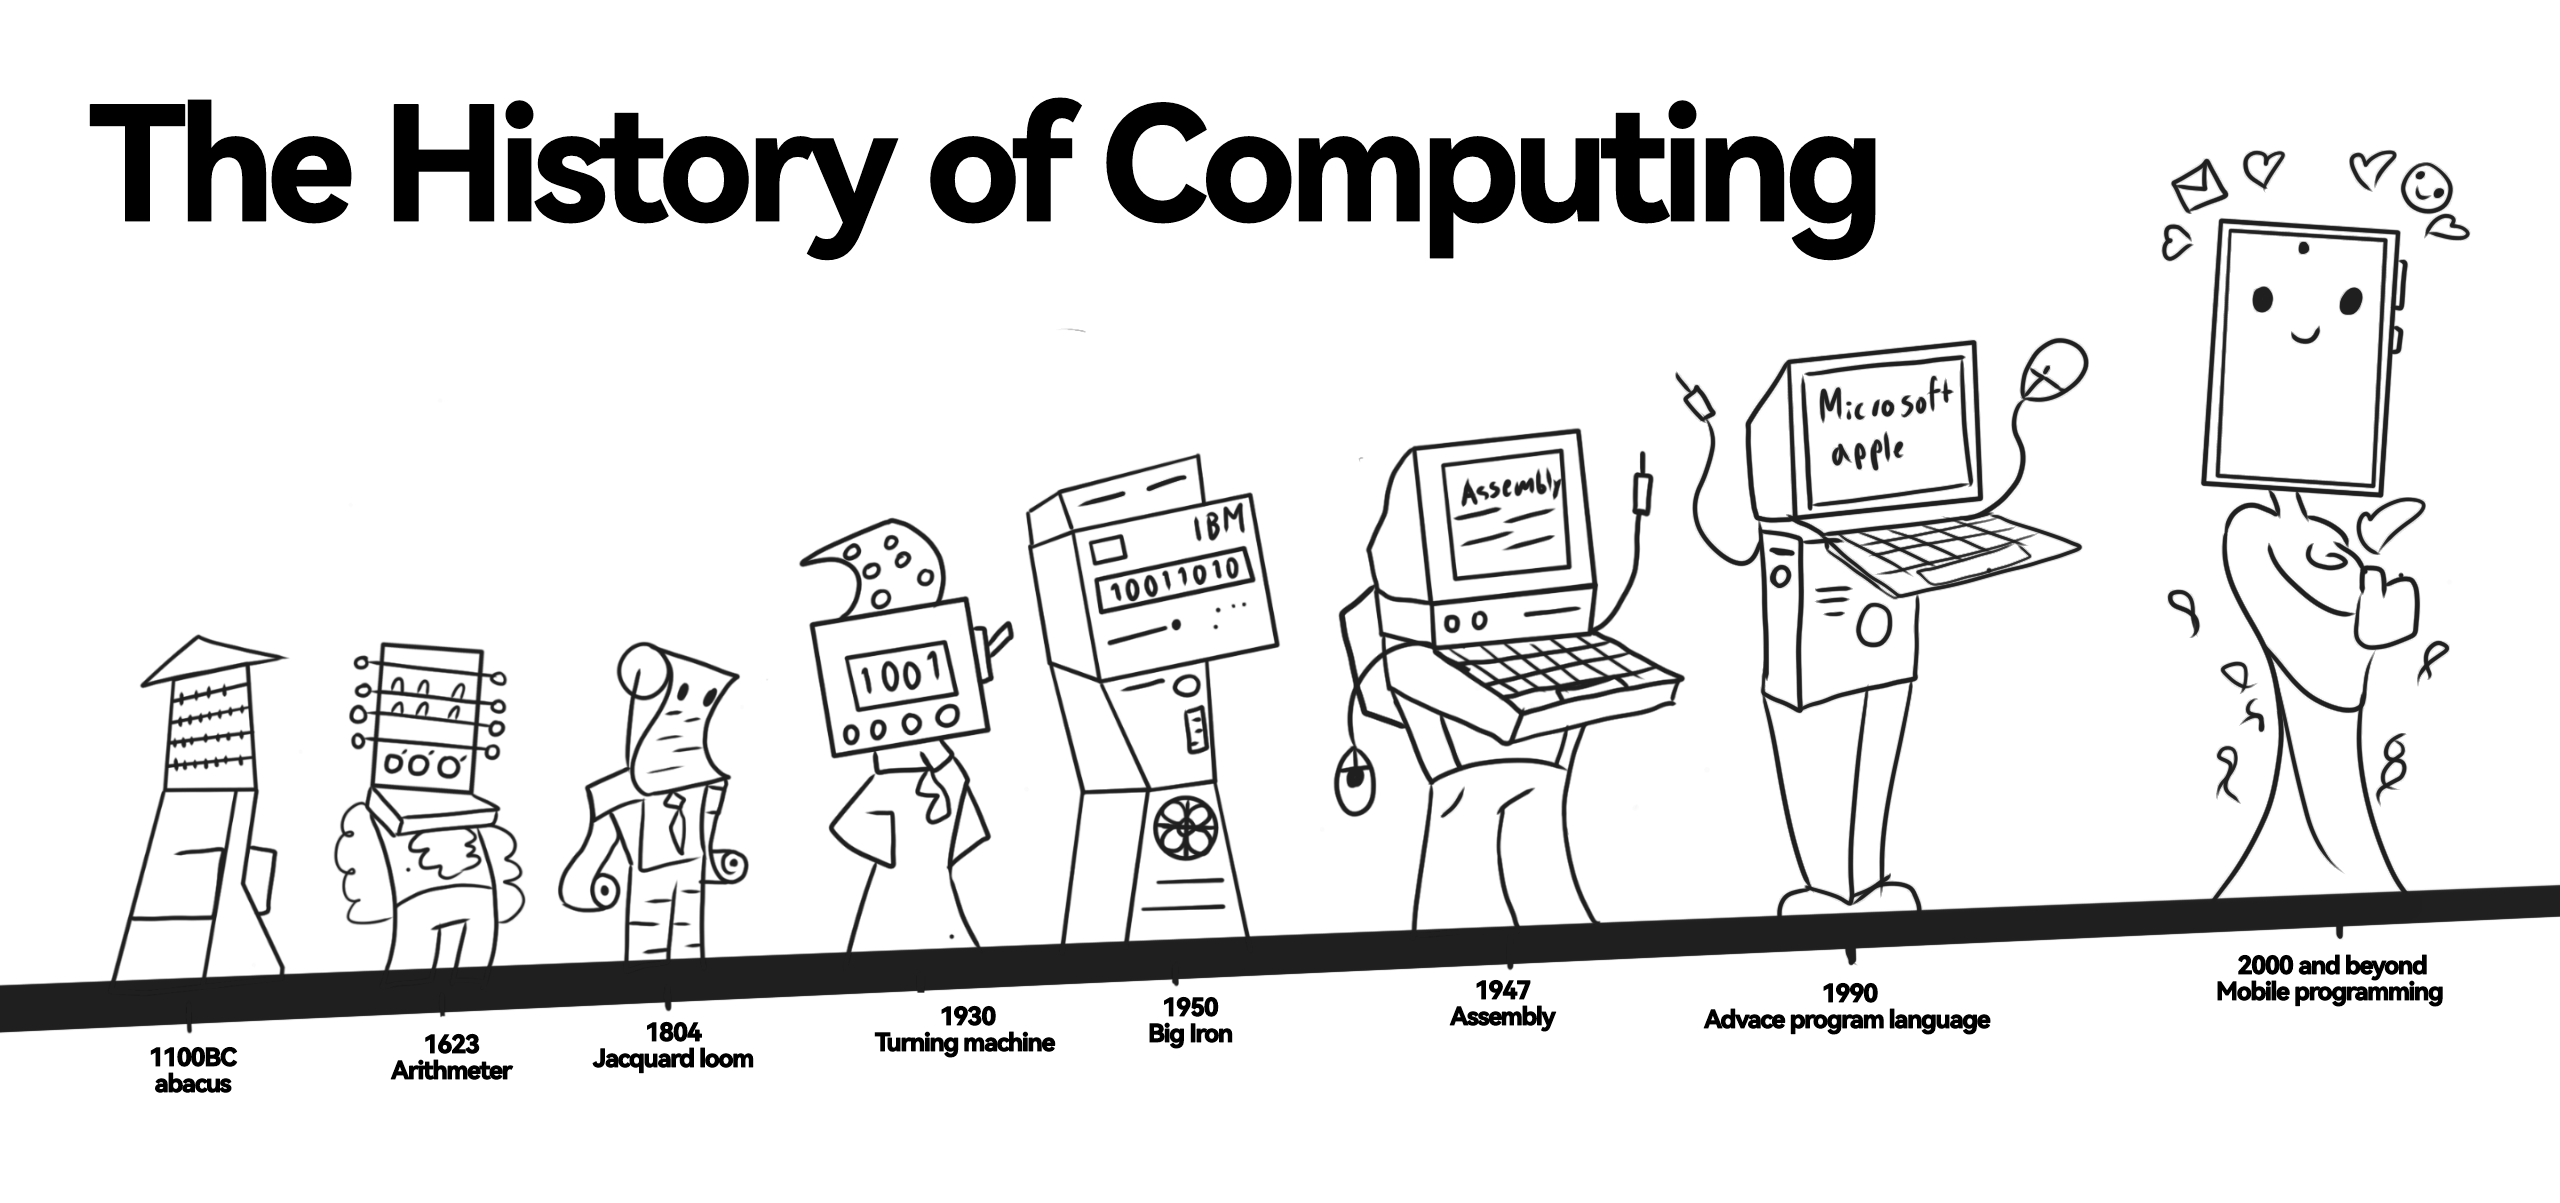 The History of Computing
1001
IBM
10011010
Assembly
Microsoft
apple
1100BC
abacus
1623
Arithmeter
1804
Jacquard loom
1930
Turning machine
1950
Big Iron
1947
Assembly
1990
Advace program language
2000 and beyond
Mobile programming